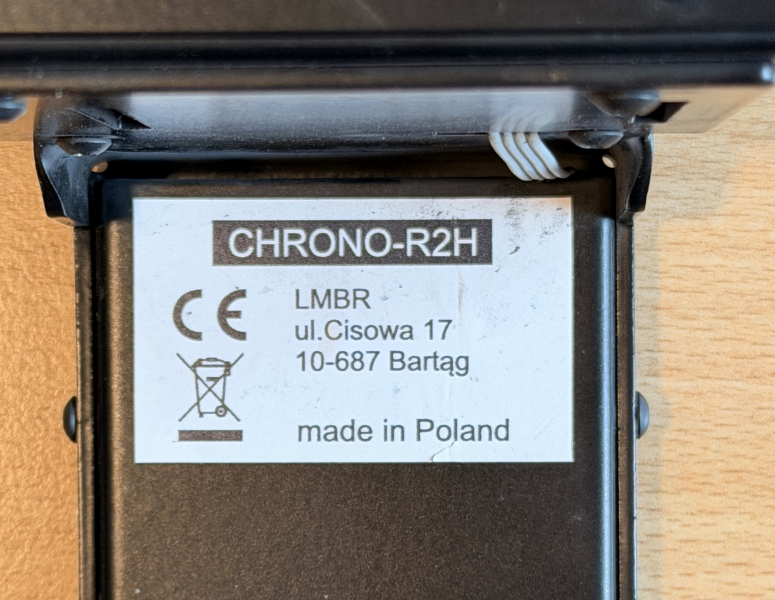 CHRONO-R2H
CE
LMBR
ul.Cisowa 17
10-687 Bartąg
made in Poland